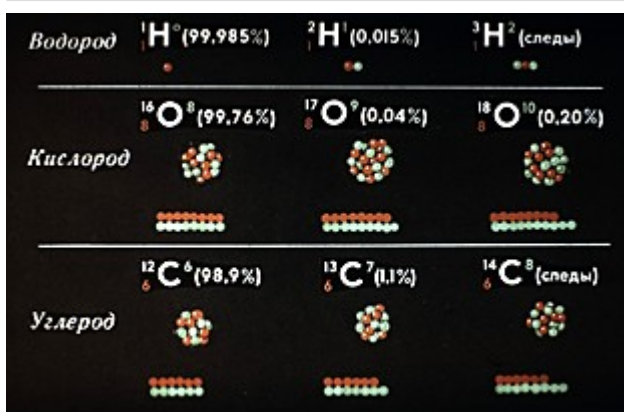 Водород ¹₁H⁰(99,985%) ²₁H¹(0,015%) ³₁H²(следы)
Кислород ¹⁶₈O⁸(99,76%) ¹⁷₈O⁹(0,04%) ¹⁸₈O¹⁰(0,20%)
Углерод ¹²₆C⁶(98,9%) ¹³₆C⁷(1,1%) ¹⁴₆C⁸(следы)